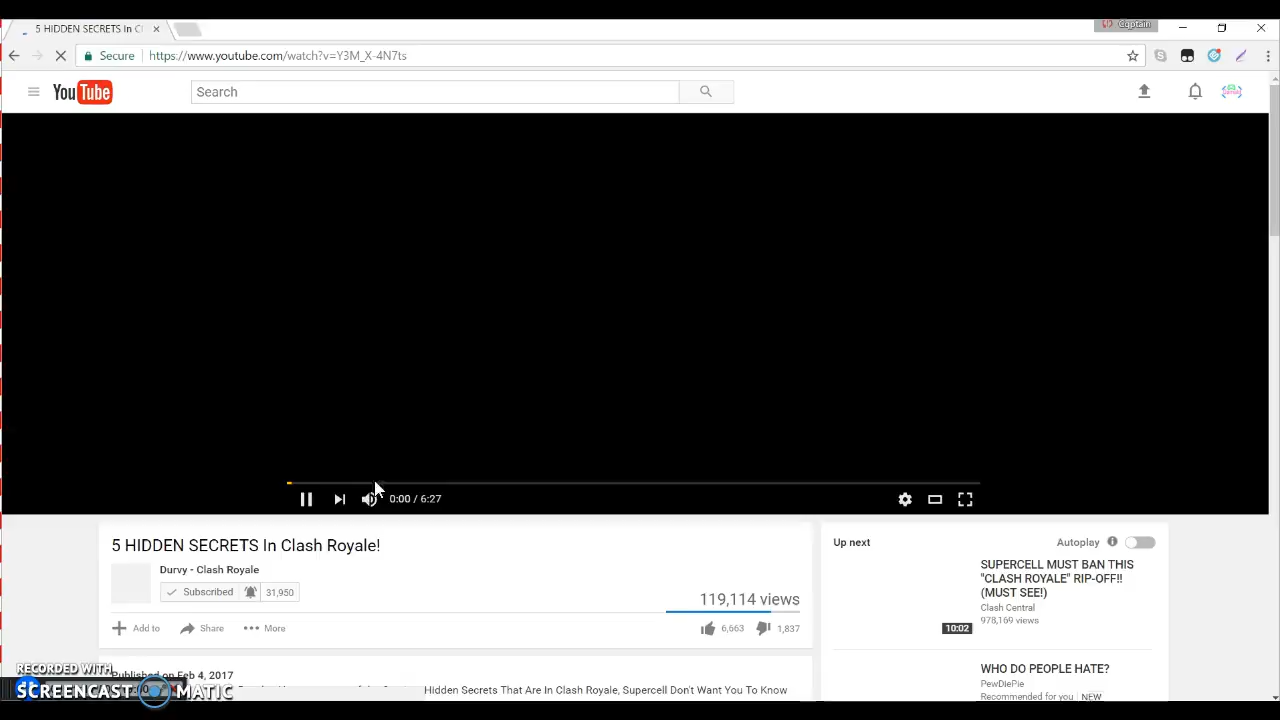 5 HIDDEN SECRETS In Cl
Captain
Secure
https://www.youtube.com/watch?v=Y3M_X-4N7ts
YouTube
Search
0:00 / 6:27
5 HIDDEN SECRETS In Clash Royale!
Durvy - Clash Royale
Subscribed 31,950
119,114 views
Add to Share More
6,663 1,837
Published on Feb 4, 2017
Hidden Secrets That Are In Clash Royale, Supercell Don't Want You To Know
Up next
Autoplay
SUPERCELL MUST BAN THIS
"CLASH ROYALE" RIP-OFF!!
(MUST SEE!)
Clash Central
978,169 views
10:02
WHO DO PEOPLE HATE?
PewDiePie
Recommended for you NEW
RECORDED WITH
SCREENCAST MATIC